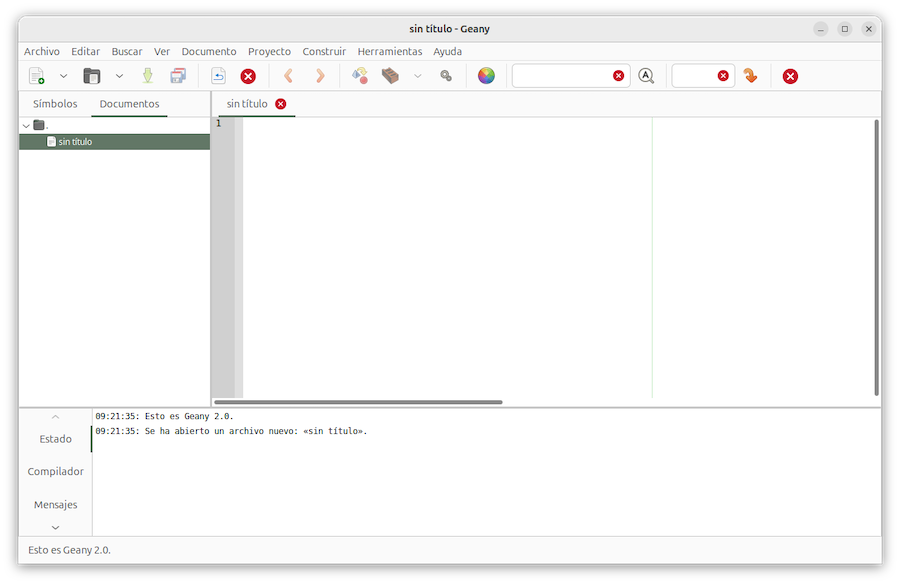 sin título - Geany
Archivo Editar Buscar Ver Documento Proyecto Construir Herramientas Ayuda
Símbolos Documentos sin título
.
sin título
1
Estado
Compilador
Mensajes
09:21:35: Esto es Geany 2.0.
09:21:35: Se ha abierto un archivo nuevo: «sin título».
Esto es Geany 2.0.